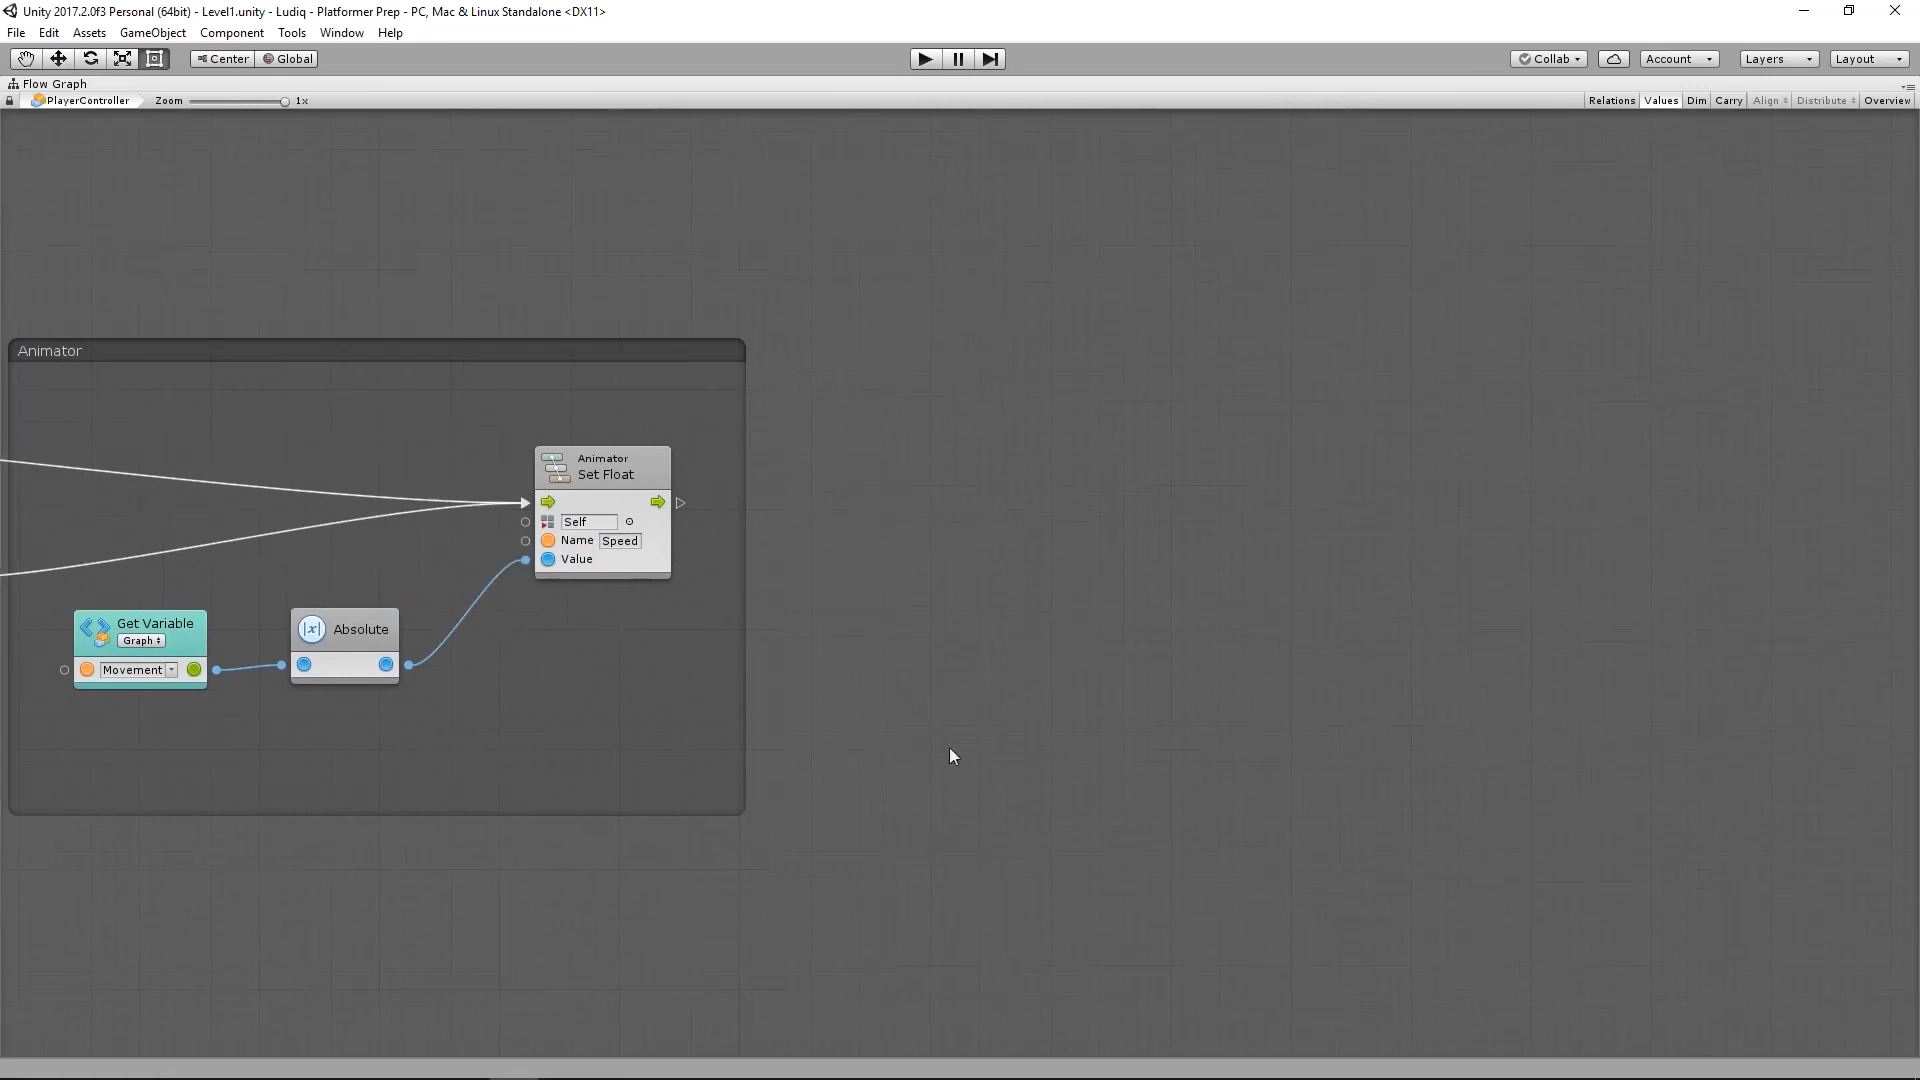 Unity 2017.2.0f3 Personal (64bit) - Level1.unity - Ludiq - Platformer Prep - PC, Mac & Linux Standalone <DX11>
File Edit Assets GameObject Component Tools Window Help
Center Global Collab Account Layers Layout
Flow Graph
PlayerController Zoom 1x Relations Values Dim Carry Align Distribute Overview
Animator
Animator
Set Float
Self
Name Speed
Value
Get Variable
Graph
Movement
|x| Absolute